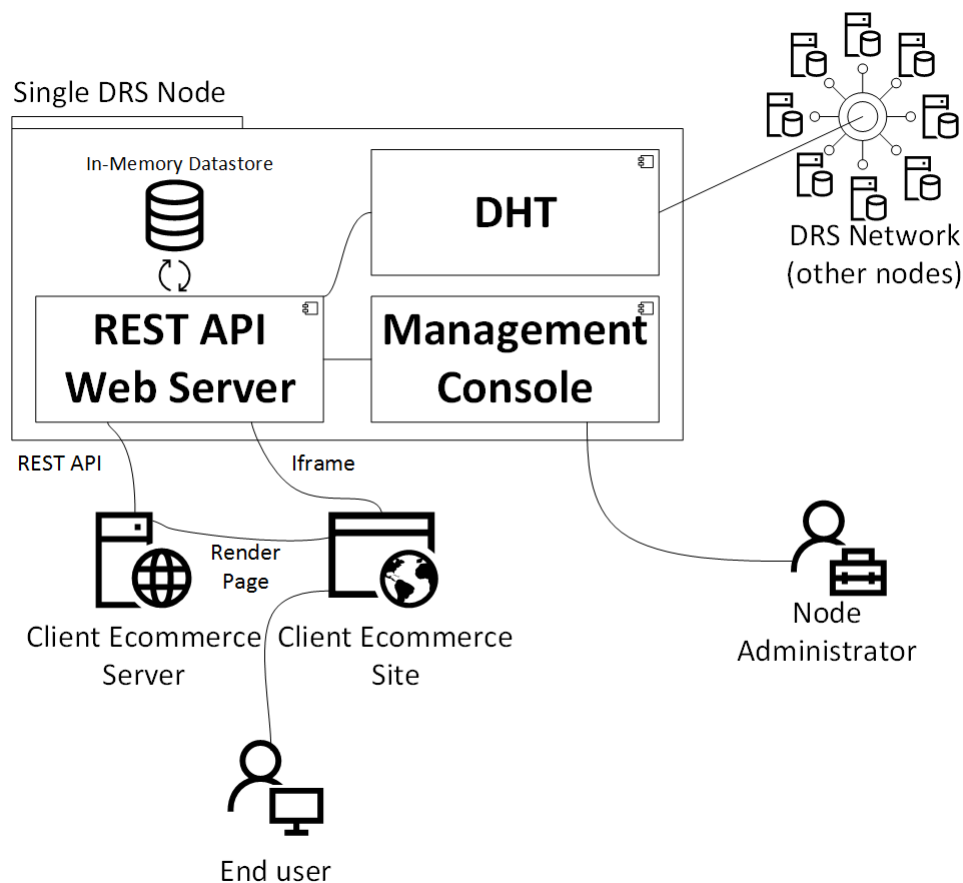 Single DRS Node
In-Memory Datastore
DHT
DRS Network
(other nodes)
REST API
Web Server
Management
Console
REST API
Iframe
Render
Page
Client Ecommerce
Server
Client Ecommerce
Site
Node
Administrator
End user